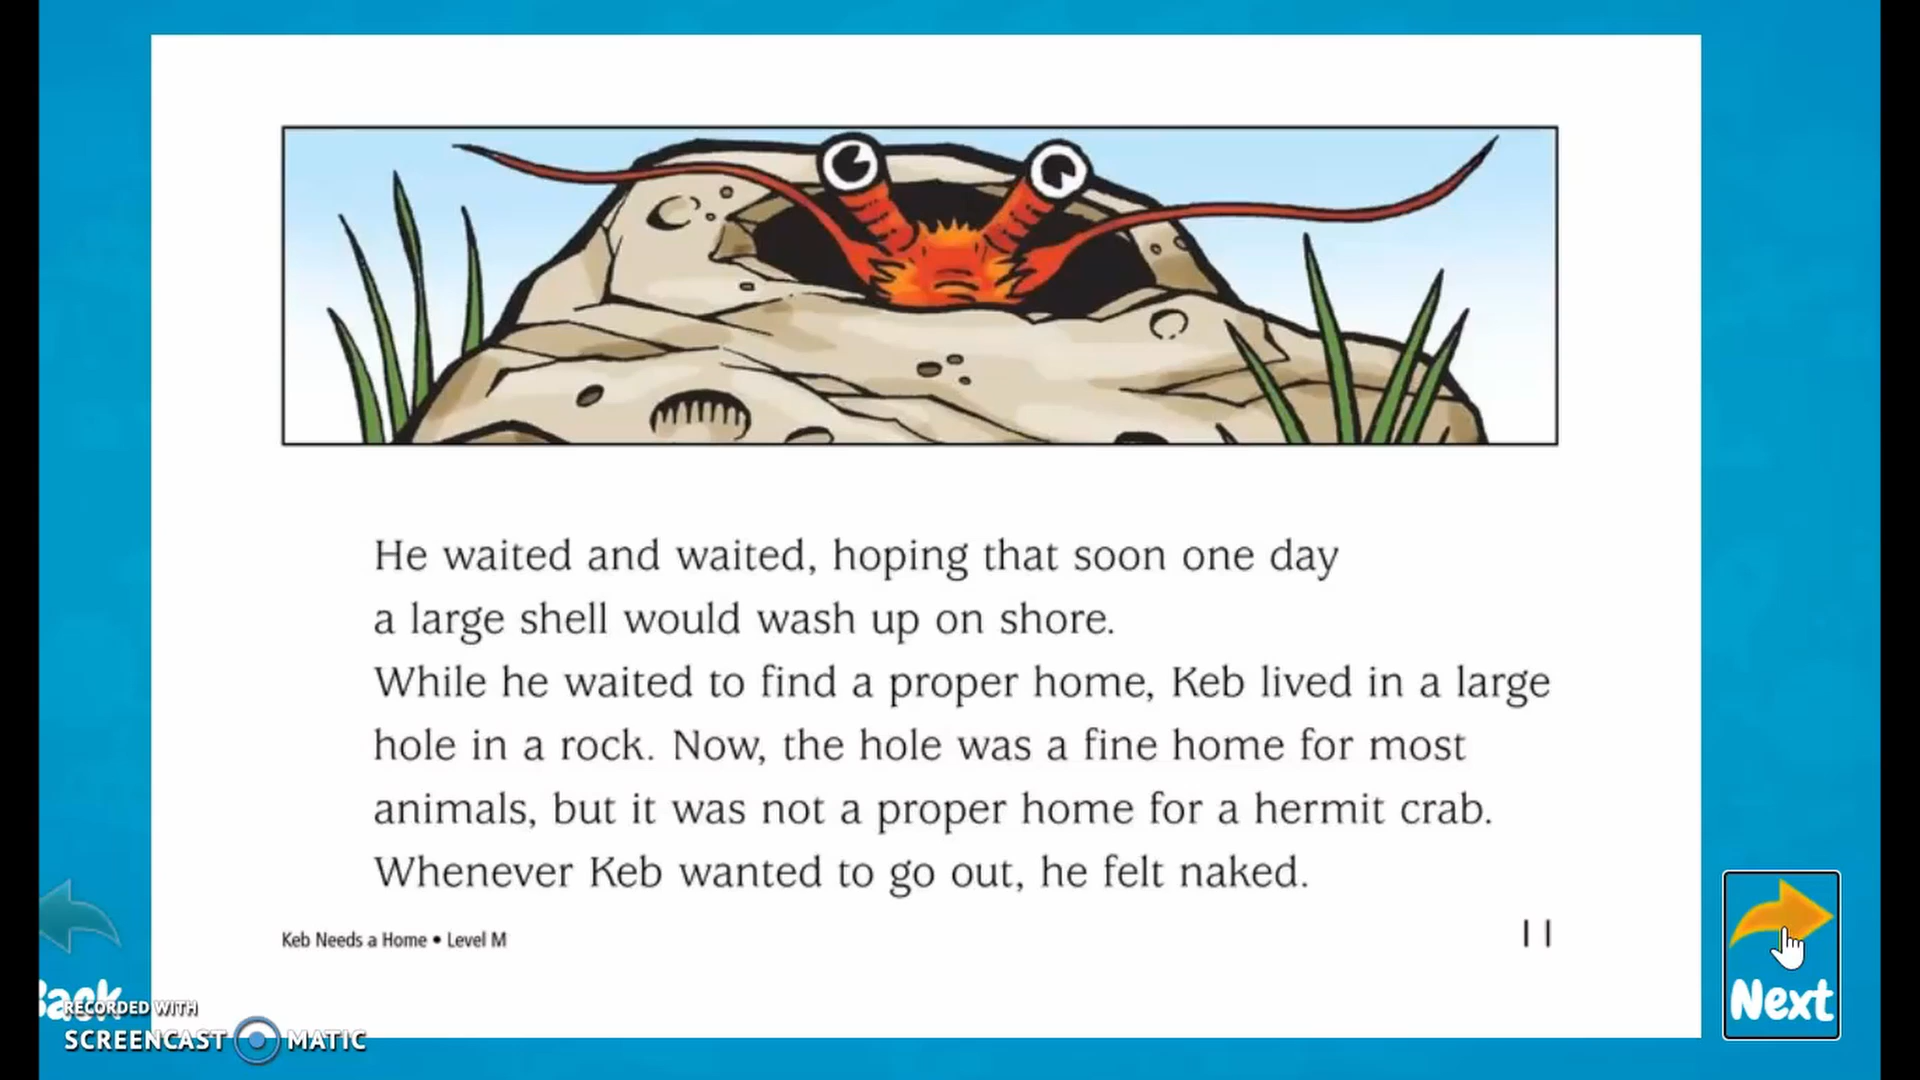 He waited and waited, hoping that soon one day
a large shell would wash up on shore.
While he waited to find a proper home, Keb lived in a large
hole in a rock. Now, the hole was a fine home for most
animals, but it was not a proper home for a hermit crab.
Whenever Keb wanted to go out, he felt naked.
Keb Needs a Home • Level M
11
Back
Next
RECORDED WITH
SCREENCAST MATIC